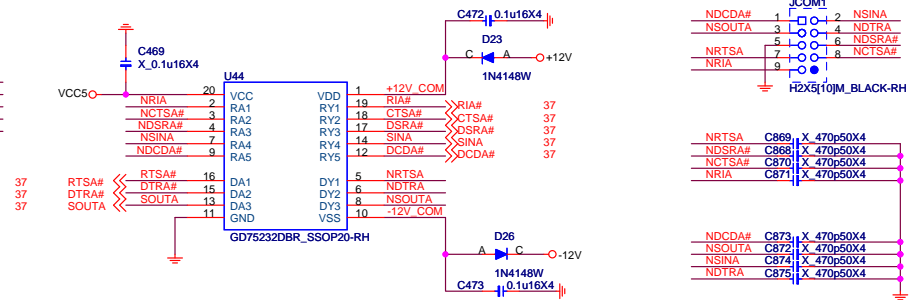 C472 0.1u16X4
D23
C A +12V
1N4148W
C469
X_0.1u16X4
VCC5
U44
20 VCC VDD 1 +12V_COM
NRIA 2 RA1 RY1 19 RIA# RIA# 37
NCTSA# 3 RA2 RY2 18 CTSA# CTSA# 37
NDSRA# 4 RA3 RY3 17 DSRA# DSRA# 37
NSINA 7 RA4 RY4 14 SINA SINA 37
NDCDA# 9 RA5 RY5 12 DCDA# DCDA# 37
37 RTSA# RTSA# 16 DA1 DY1 5 NRTSA
37 DTRA# DTRA# 15 DA2 DY2 6 NDTRA
37 SOUTA SOUTA 13 DA3 DY3 8 NSOUTA
11 GND VSS 10 -12V_COM
GD75232DBR_SSOP20-RH
D26
A C -12V
1N4148W
C473 0.1u16X4
JCOM1
NDCDA# 1 2 NSINA
NSOUTA 3 4 NDTRA
5 6 NDSRA#
NRTSA 7 8 NCTSA#
NRIA 9
H2X5[10]M_BLACK-RH
NRTSA C869 X_470p50X4
NDSRA# C868 X_470p50X4
NCTSA# C870 X_470p50X4
NRIA C871 X_470p50X4
NDCDA# C873 X_470p50X4
NSOUTA C872 X_470p50X4
NSINA C874 X_470p50X4
NDTRA C875 X_470p50X4